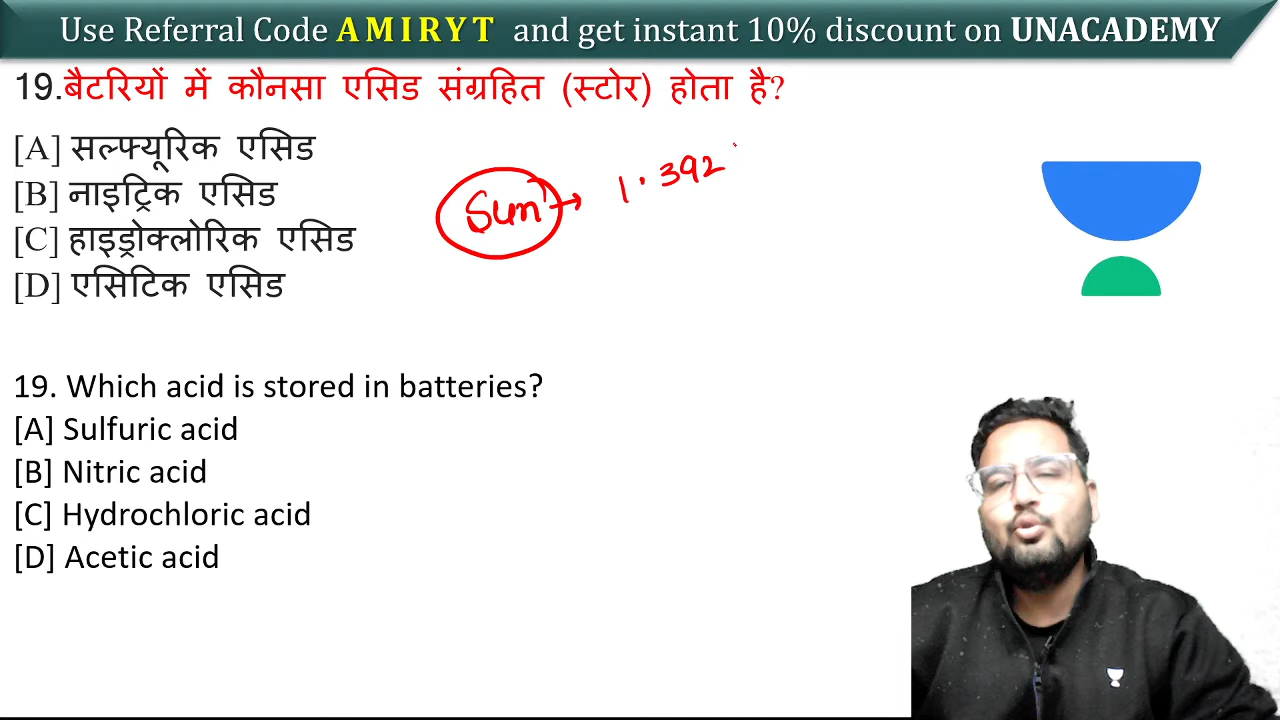 Use Referral Code AMIRYT and get instant 10% discount on UNACADEMY
19.बैटरियों में कौनसा एसिड संग्रहित (स्टोर) होता है?
[A] सल्फ्यूरिक एसिड
[B] नाइट्रिक एसिड
[C] हाइड्रोक्लोरिक एसिड
[D] एसिटिक एसिड
Sun → 1.392
19. Which acid is stored in batteries?
[A] Sulfuric acid
[B] Nitric acid
[C] Hydrochloric acid
[D] Acetic acid